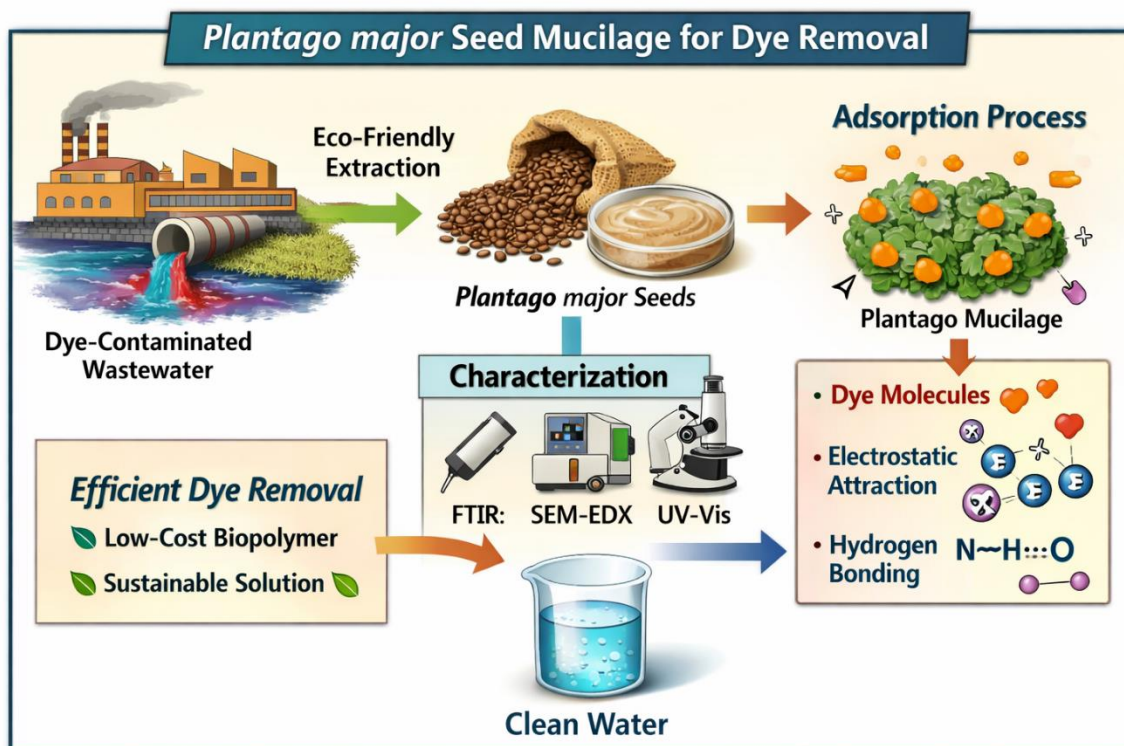 Plantago major Seed Mucilage for Dye Removal
Eco-Friendly
Extraction
Adsorption Process
Dye-Contaminated
Wastewater
Plantago major Seeds
Plantago Mucilage
Characterization
FTIR: SEM-EDX UV-Vis
• Dye Molecules
• Electrostatic
Attraction
E
E
E
• Hydrogen
Bonding
N~H:::O
Efficient Dye Removal
Low-Cost Biopolymer
Sustainable Solution
Clean Water